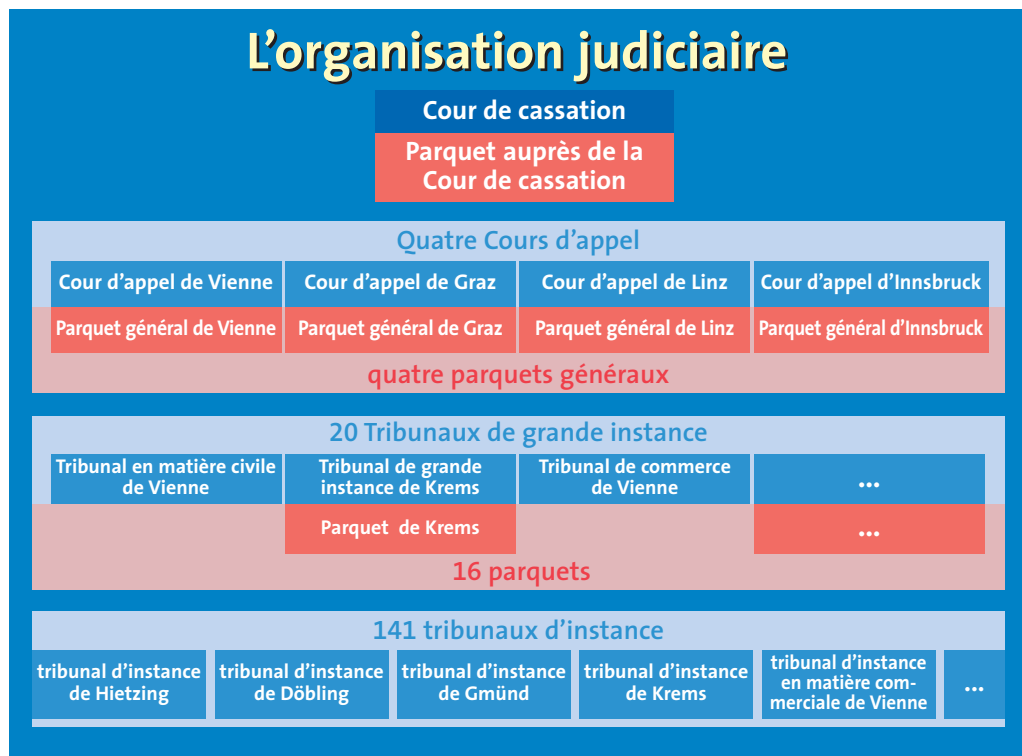 L'organisation judiciaire
Cour de cassation
Parquet auprès de la
Cour de cassation
Quatre Cours d'appel
Cour d'appel de Vienne
Cour d'appel de Graz
Cour d'appel de Linz
Cour d'appel d'Innsbruck
Parquet général de Vienne
Parquet général de Graz
Parquet général de Linz
Parquet général d'Innsbruck
quatre parquets généraux
20 Tribunaux de grande instance
Tribunal en matière civile
de Vienne
Tribunal de grande
instance de Krems
Tribunal de commerce
de Vienne
...
Parquet de Krems
...
16 parquets
141 tribunaux d'instance
tribunal d'instance
de Hietzing
tribunal d'instance
de Döbling
tribunal d'instance
de Gmünd
tribunal d'instance
de Krems
tribunal d'instance
en matière com-
merciale de Vienne
...